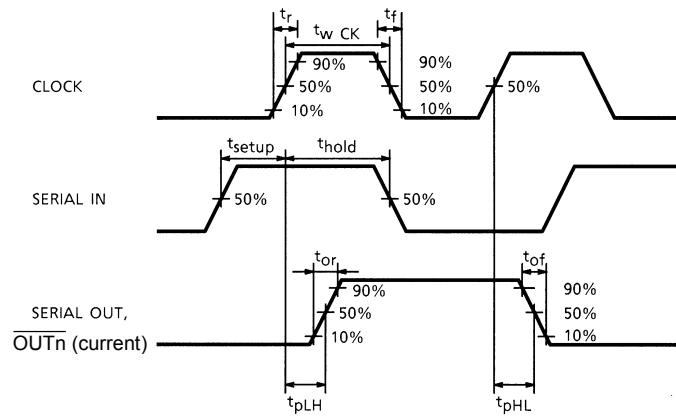 tr
tf
tw CK
CLOCK
90%
50%
10%
90%
50%
10%
50%
tsetup
thold
SERIAL IN
50%
50%
tor
tof
SERIAL OUT,
OUTn (current)
90%
50%
10%
90%
50%
10%
tpLH
tpHL